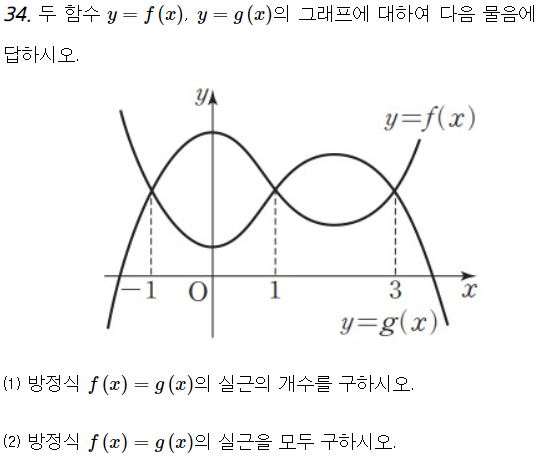 34. 두 함수 y = f(x), y = g(x)의 그래프에 대하여 다음 물음에
답하시오.
y
y=f(x)
-1 O 1 3 x
y=g(x)
⑴ 방정식 f(x) = g(x)의 실근의 개수를 구하시오.
⑵ 방정식 f(x) = g(x)의 실근을 모두 구하시오.